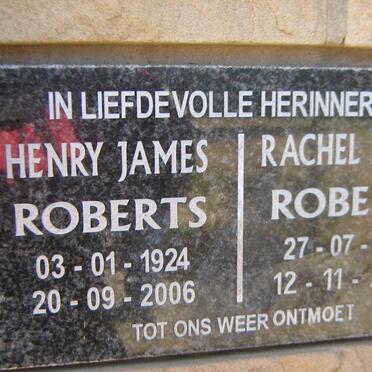 IN LIEFDEVOLLE HERINNER
HENRY JAMES
ROBERTS
03 - 01 - 1924
20 - 09 - 2006
RACHEL
ROBE
27 - 07 -
12 - 11 -
TOT ONS WEER ONTMOET